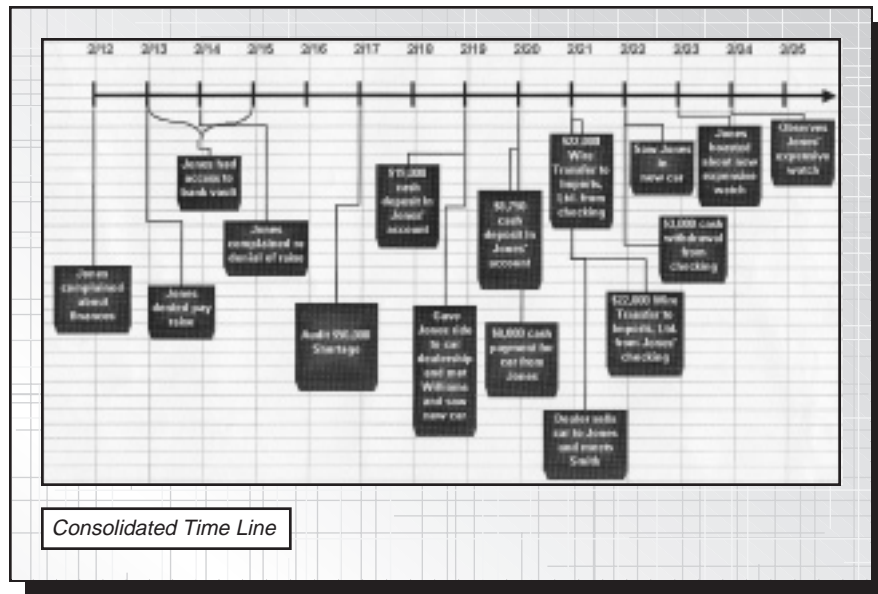 2/12 2/13 2/14 2/15 2/16 2/17 2/18 2/19 2/20 2/21 2/22 2/23 2/24 2/25
Jones had
access to
bank vault
Jones
complained re
denial of raise
Jones
complained
about
finances
Jones
denied pay
raise
Audit $90,000
Shortage
$15,000
cash
deposit in
Jones'
account
Gave
Jones ride
to car
dealership
and met
Williams
and saw
new car
$9,750
cash
deposit in
Jones'
account
$8,000 cash
payment for
car from
Jones
$22,000
Wire
Transfer to
Imports,
Ltd. from
checking
Dealer sells
car to Jones
and meets
Smith
$22,000 Wire
Transfer to
Imports, Ltd.
from Jones'
checking
Saw Jones
in
new car
$3,000 cash
withdrawal
from
checking
Jones
boasted
about new
expensive
watch
Observes
Jones'
expensive
watch
Consolidated Time Line